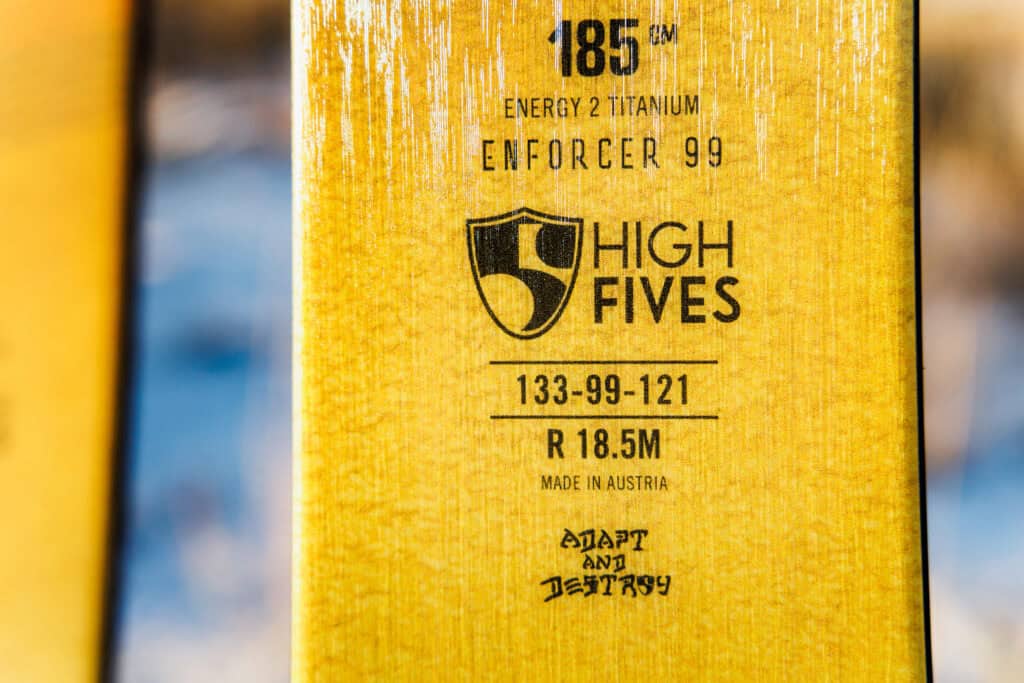 185 CM
ENERGY 2 TITANIUM
ENFORCER 99
HIGH
FIVES
133-99-121
R 18.5M
MADE IN AUSTRIA
ADAPT
AND
DESTROY